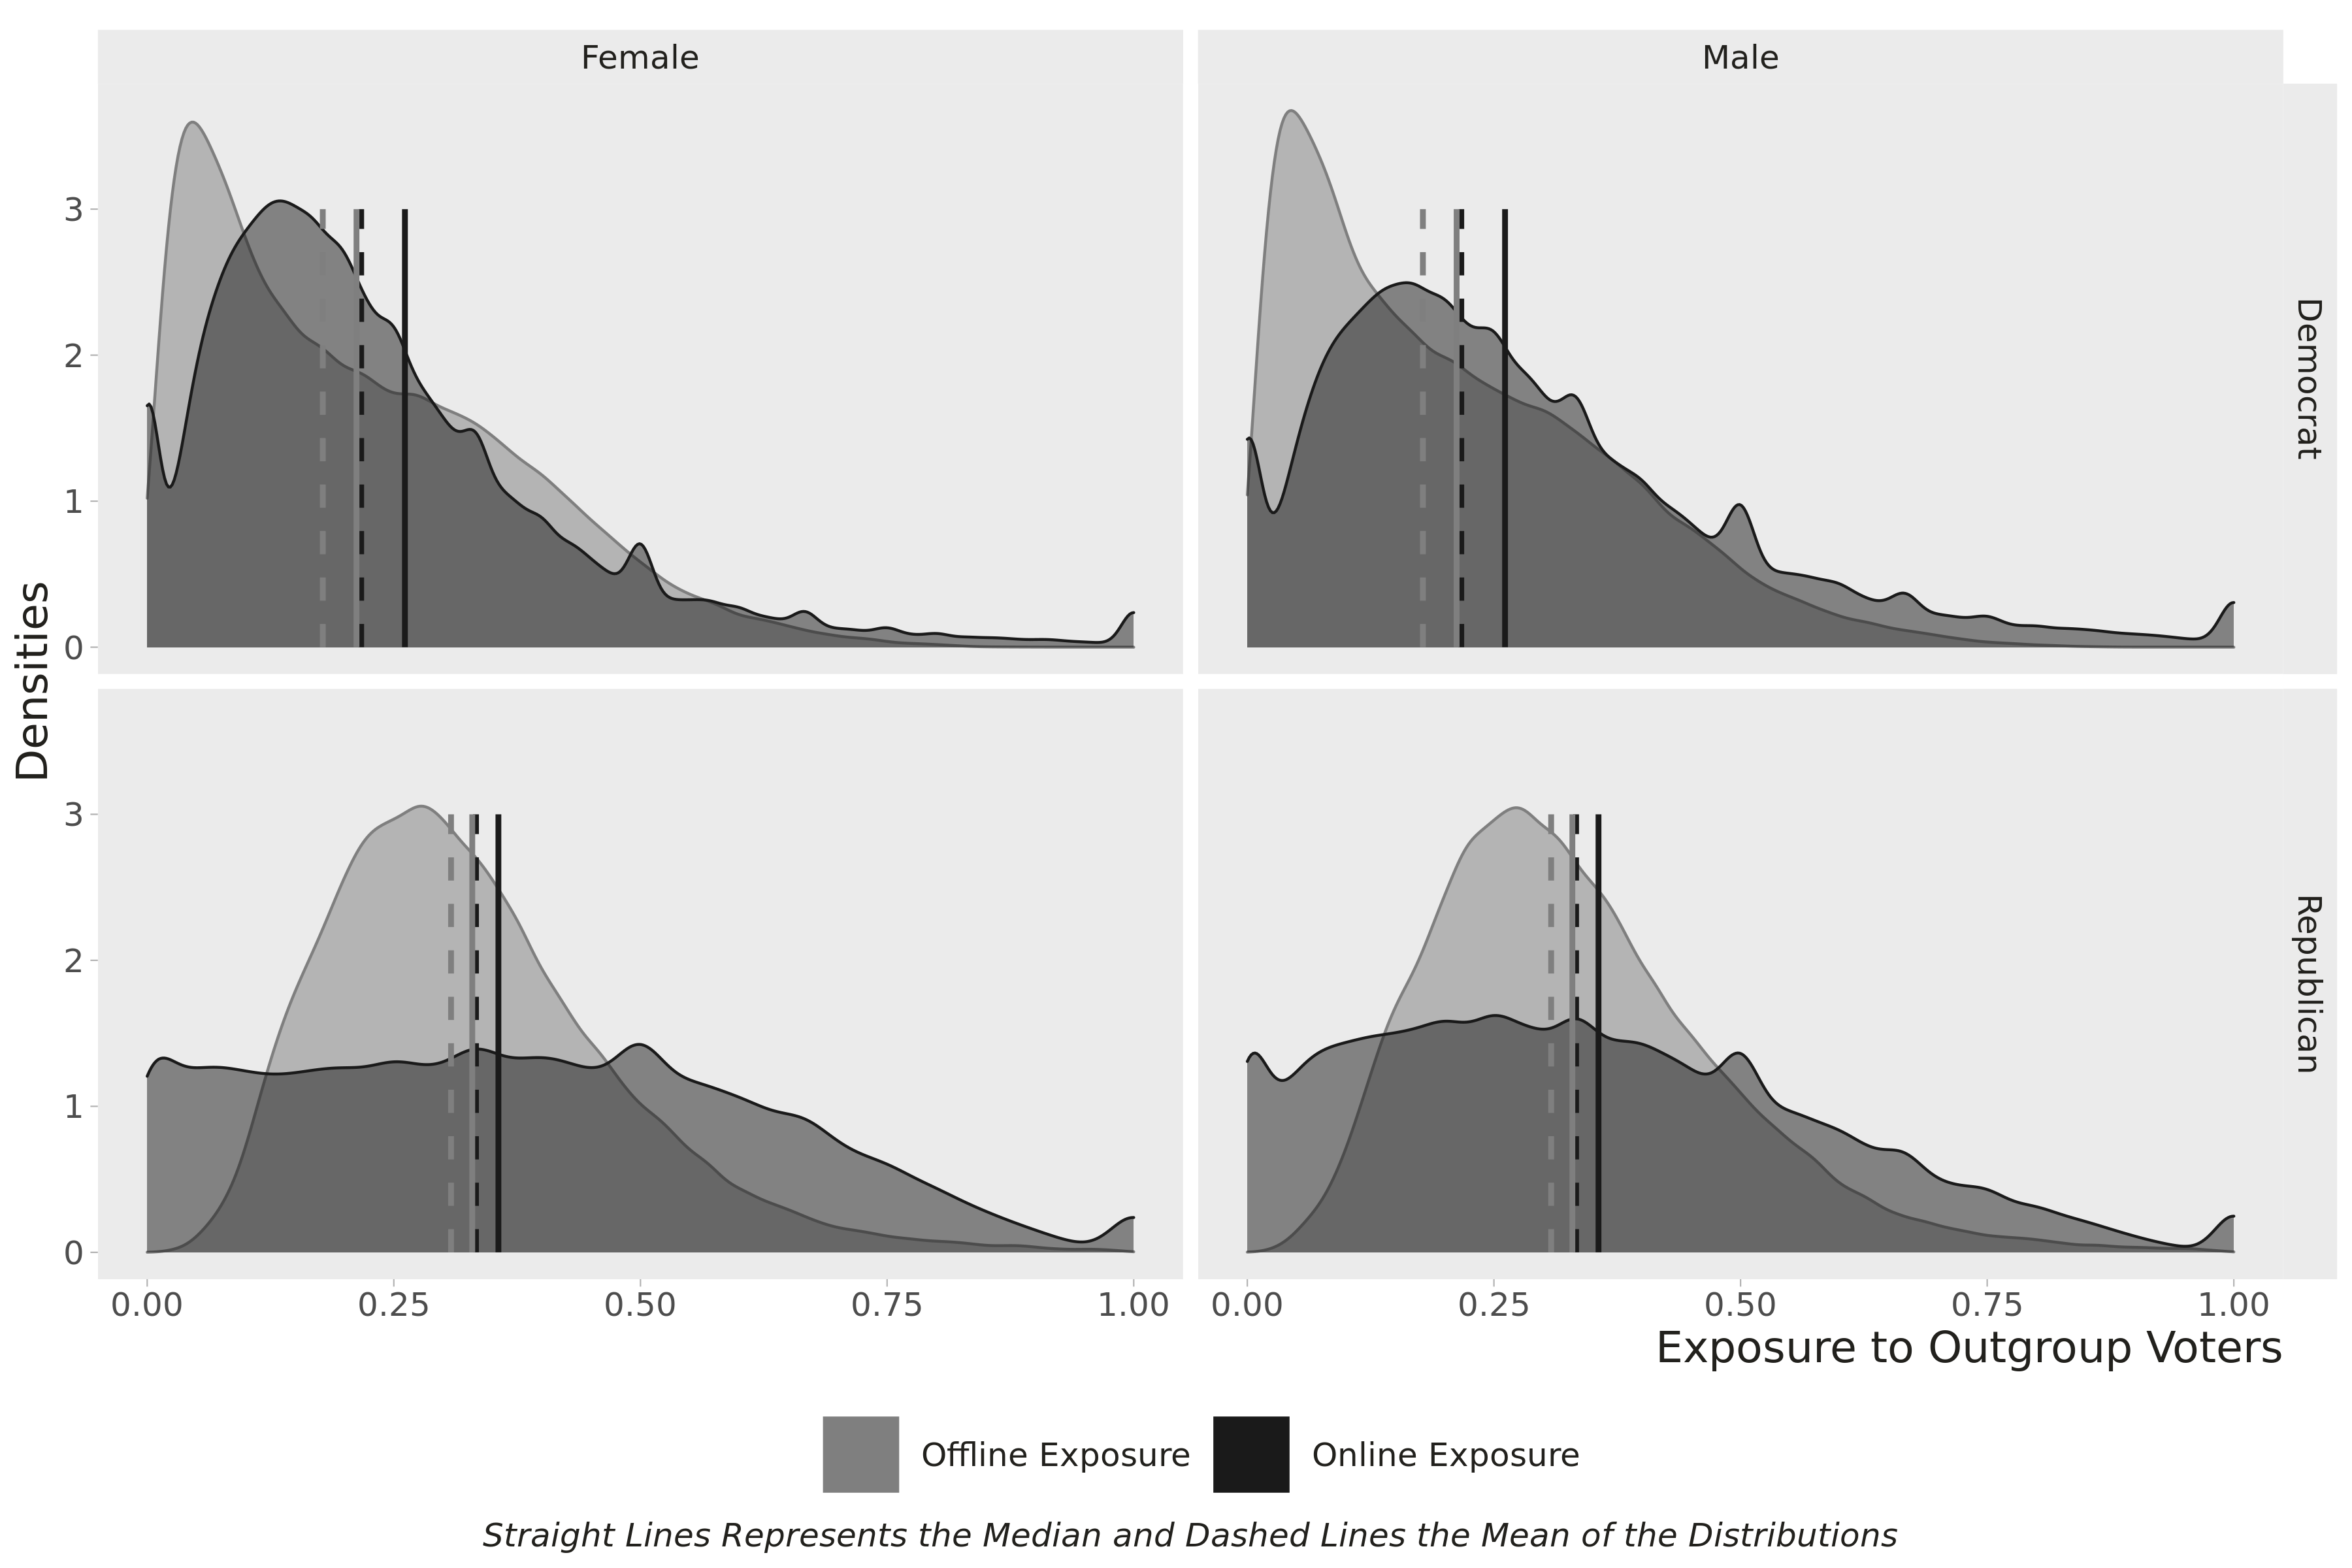 Female
Male
Densities
3
2
1
0
Democrat
3
2
1
0
Republican
0.00 0.25 0.50 0.75 1.00
0.00 0.25 0.50 0.75 1.00
Exposure to Outgroup Voters
Offline Exposure Online Exposure
Straight Lines Represents the Median and Dashed Lines the Mean of the Distributions